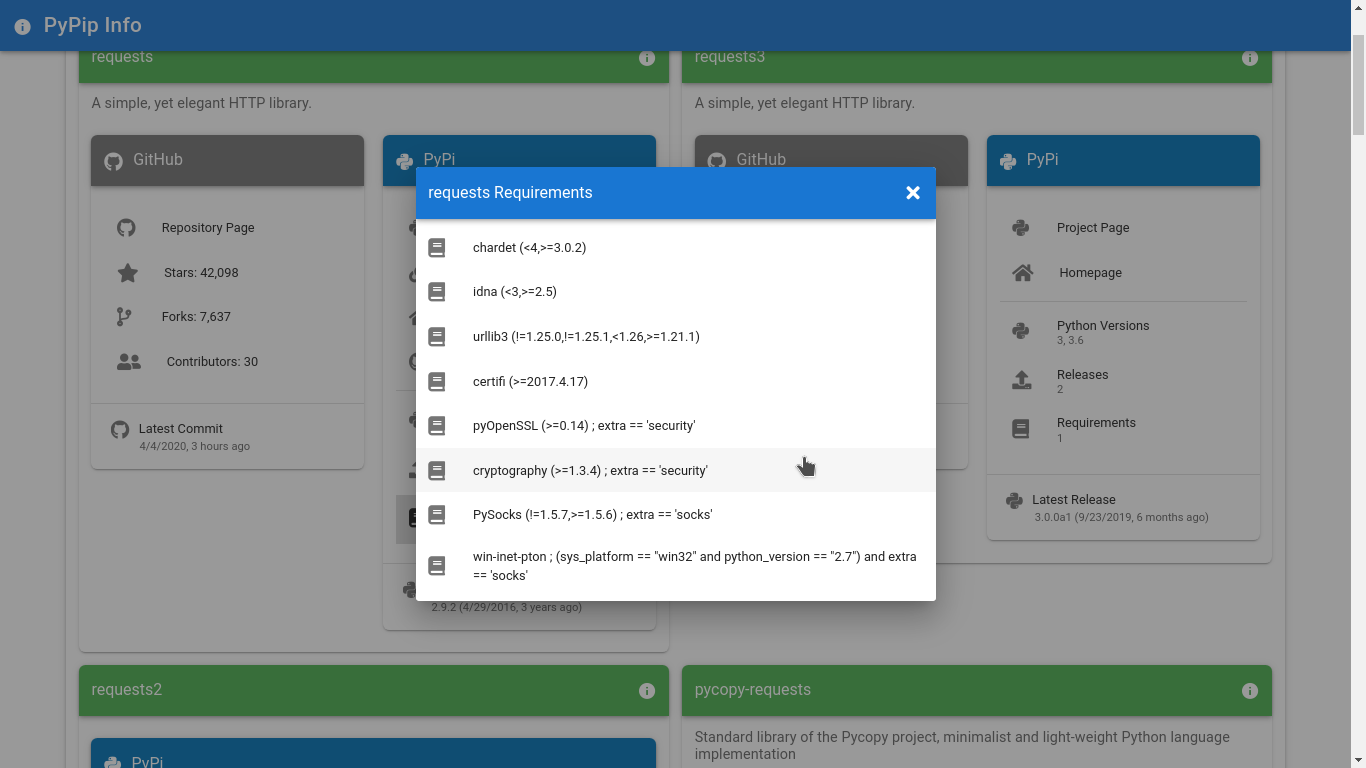 PyPip Info
requests
requests3
A simple, yet elegant HTTP library.
A simple, yet elegant HTTP library.
GitHub
PyPi
GitHub
PyPi
requests Requirements
Repository Page
Stars: 42,098
Forks: 7,637
Contributors: 30
Latest Commit
4/4/2020, 3 hours ago
chardet (<4,>=3.0.2)
idna (<3,>=2.5)
urllib3 (!=1.25.0,!=1.25.1,<1.26,>=1.21.1)
certifi (>=2017.4.17)
pyOpenSSL (>=0.14) ; extra == 'security'
cryptography (>=1.3.4) ; extra == 'security'
PySocks (!=1.5.7,>=1.5.6) ; extra == 'socks'
win-inet-pton ; (sys_platform == "win32" and python_version == "2.7") and extra
== 'socks'
2.9.2 (4/29/2016, 3 years ago)
Project Page
Homepage
Python Versions
3, 3.6
Releases
2
Requirements
1
Latest Release
3.0.0a1 (9/23/2019, 6 months ago)
requests2
pycopy-requests
PyPi
Standard library of the Pycopy project, minimalist and light-weight Python language
implementation